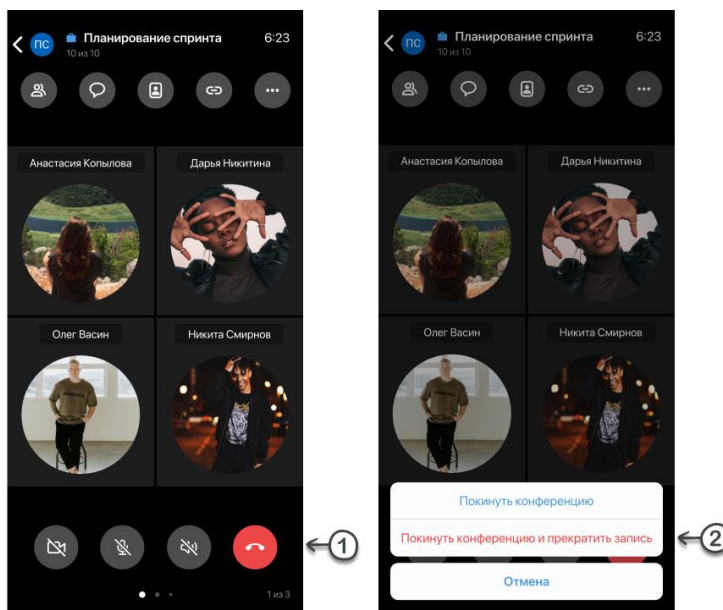 ПС
Планирование спринта
6:23
10 из 10
Анастасия Копылова
Дарья Никитина
Олег Васин
Никита Смирнов
1 из 3
1
ПС
Планирование спринта
6:23
10 из 10
Анастасия Копылова
Дарья Никитина
Олег Васин
Никита Смирнов
Покинуть конференцию
Покинуть конференцию и прекратить запись
Отмена
2